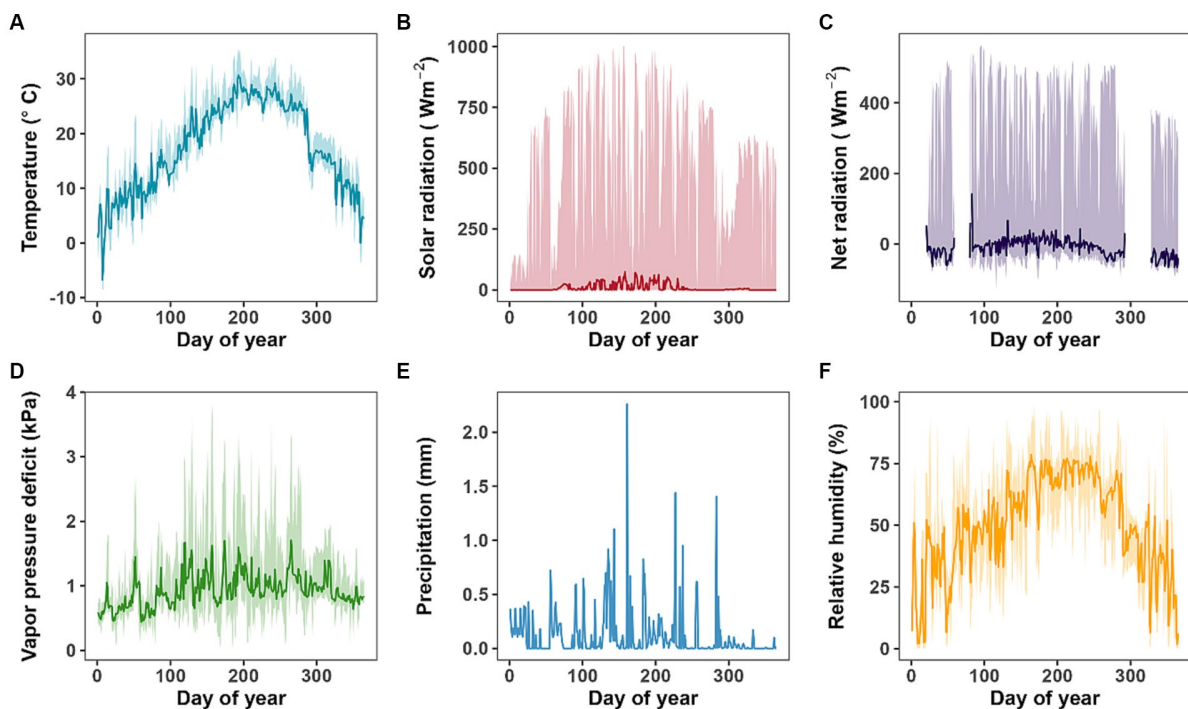 A
Temperature (° C)
30
20
10
0
-10
0 100 200 300
Day of year
B
Solar radiation ( Wm⁻²)
1000
750
500
250
0
0 100 200 300
Day of year
C
Net radiation ( Wm⁻²)
400
200
0
0 100 200 300
Day of year
D
Vapor pressure deficit (kPa)
4
3
2
1
0
0 100 200 300
Day of year
E
Precipitation (mm)
2.0
1.5
1.0
0.5
0.0
0 100 200 300
Day of year
F
Relative humidity (%)
100
75
50
25
0
0 100 200 300
Day of year